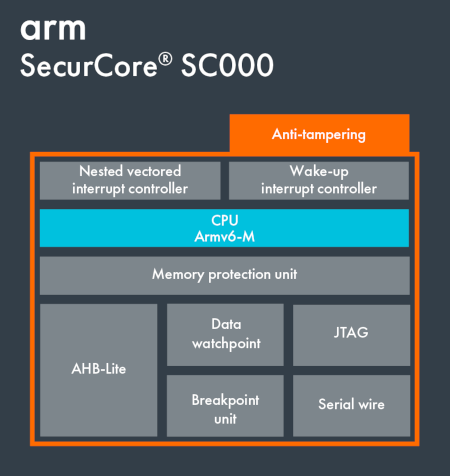 arm
SecurCore® SC000
Anti-tampering
Nested vectored
interrupt controller
Wake-up
interrupt controller
CPU
Armv6-M
Memory protection unit
AHB-Lite
Data
watchpoint
JTAG
Breakpoint
unit
Serial wire